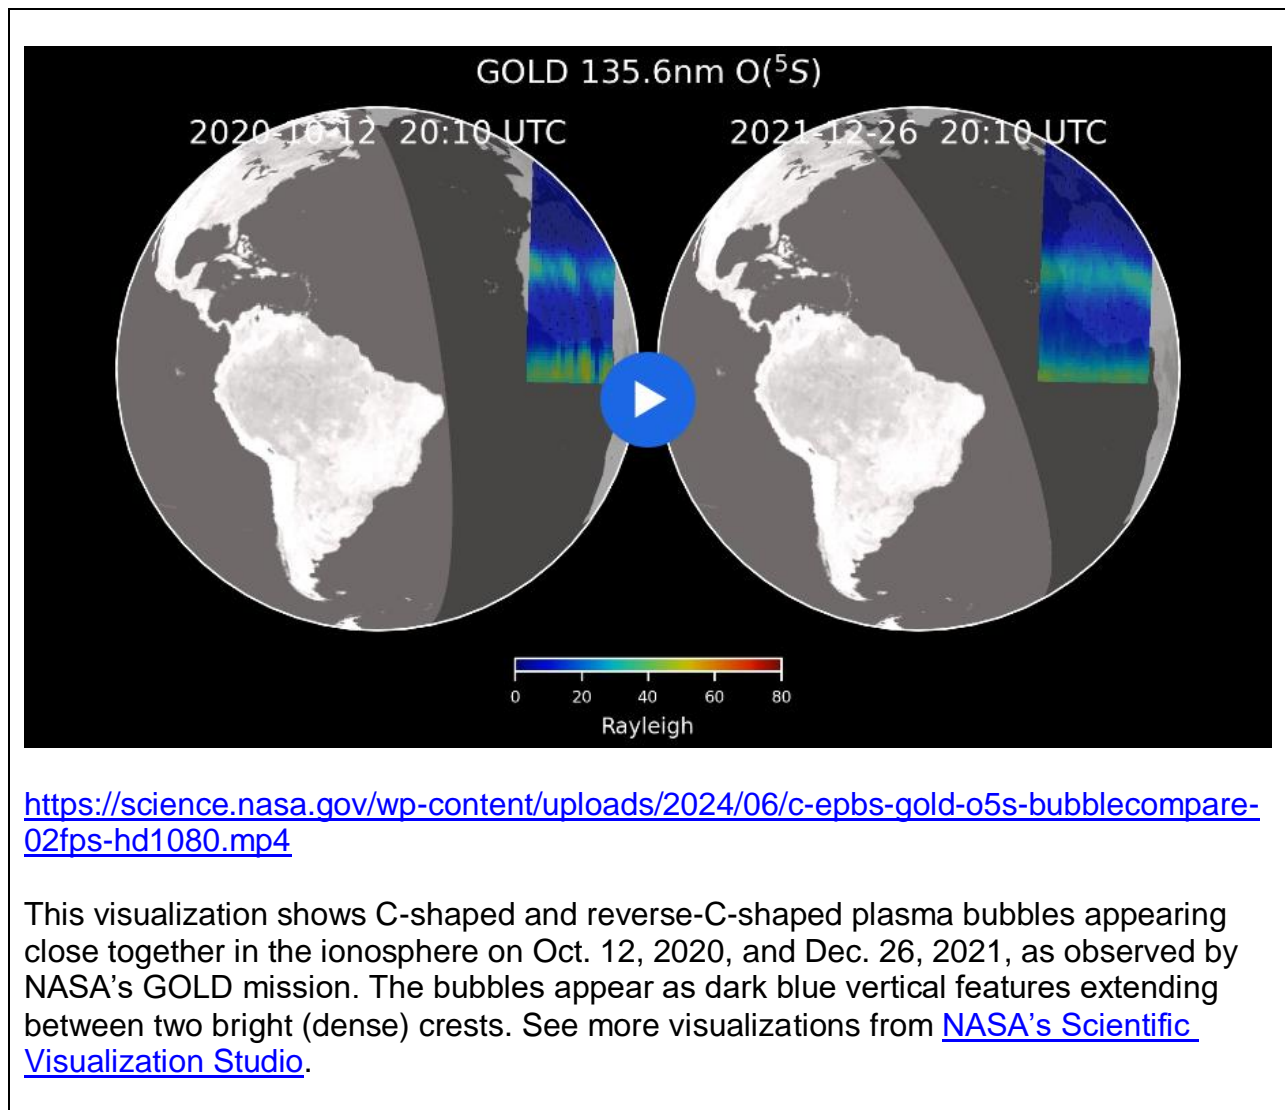 GOLD 135.6nm O(⁵S)
2020-10-12 20:10 UTC
2021-12-26 20:10 UTC
0 20 40 60 80
Rayleigh
https://science.nasa.gov/wp-content/uploads/2024/06/c-epbs-gold-o5s-bubblecompare-
02fps-hd1080.mp4
This visualization shows C-shaped and reverse-C-shaped plasma bubbles appearing
close together in the ionosphere on Oct. 12, 2020, and Dec. 26, 2021, as observed by
NASA’s GOLD mission. The bubbles appear as dark blue vertical features extending
between two bright (dense) crests. See more visualizations from NASA’s Scientific
Visualization Studio.